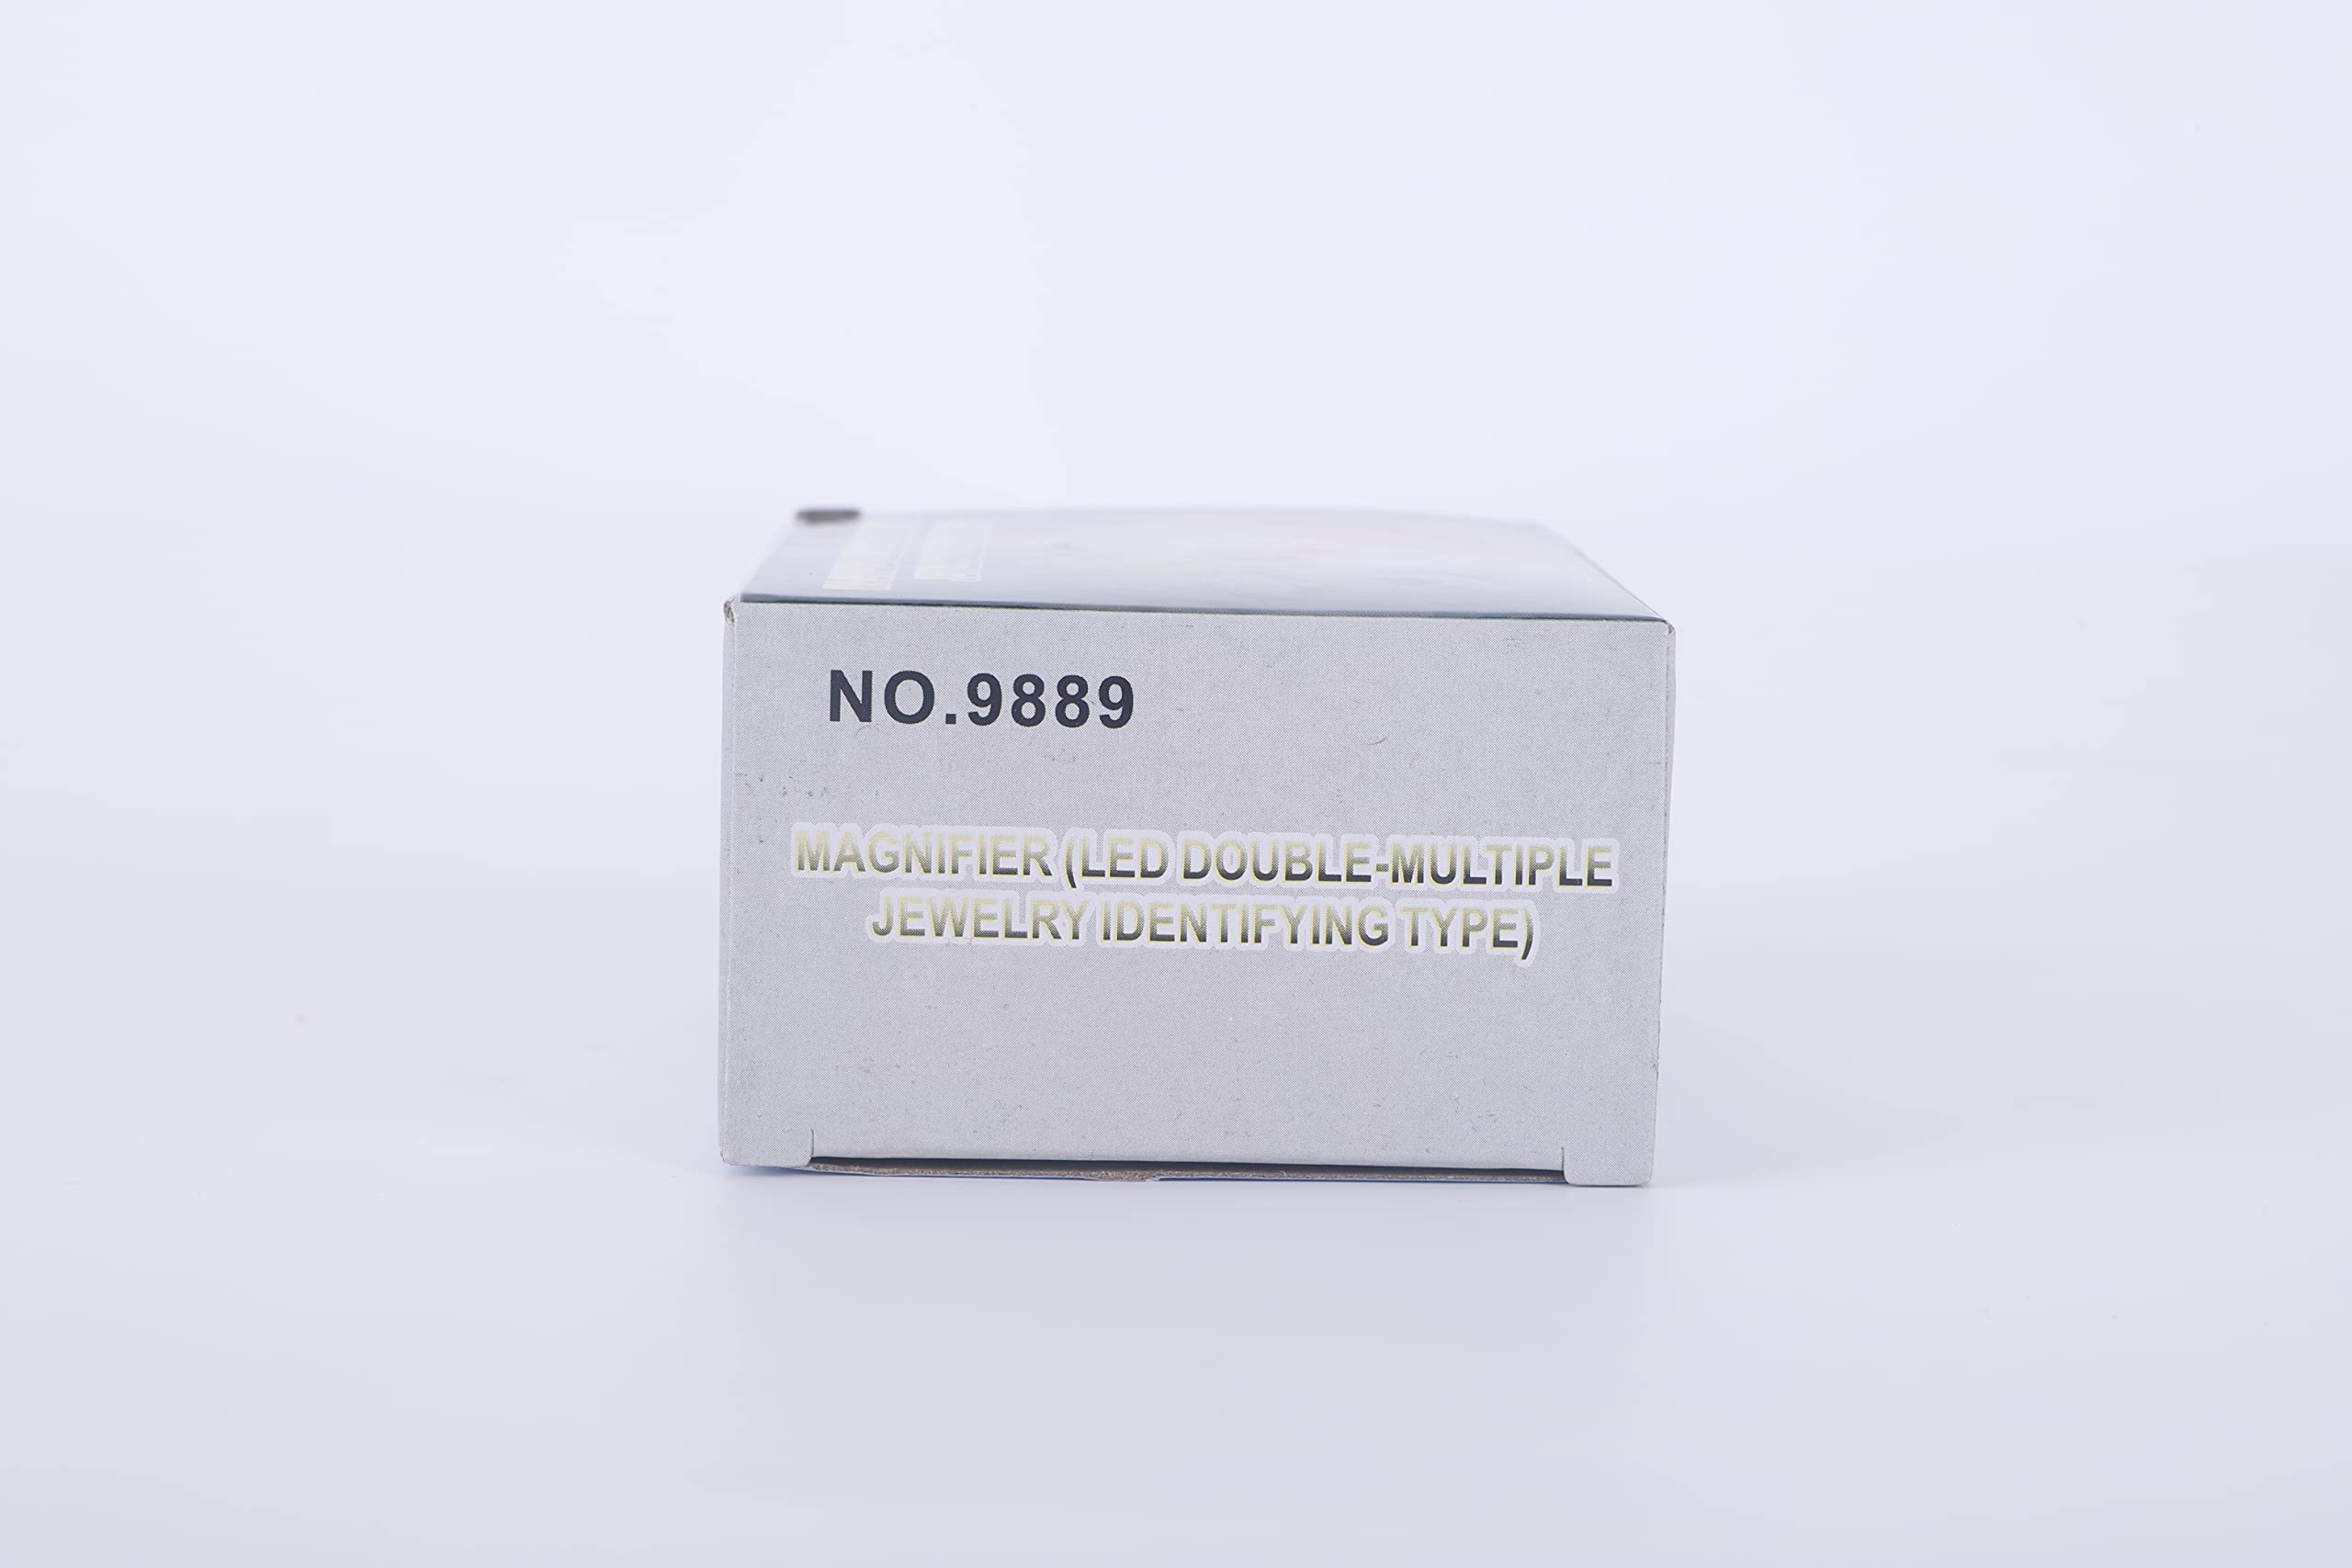 NO.9889
MAGNIFIER (LED DOUBLE-MULTIPLE
JEWELRY IDENTIFYING TYPE)